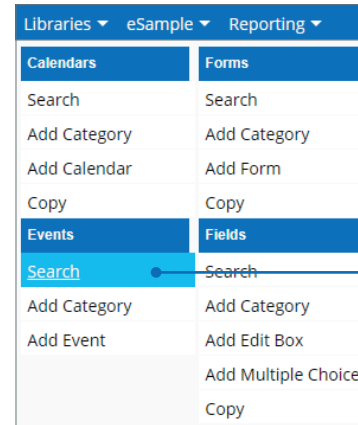 Libraries eSample Reporting
Calendars
Search
Add Category
Add Calendar
Copy
Forms
Search
Add Category
Add Form
Copy
Events
Search
Add Category
Add Event
Fields
Search
Add Category
Add Edit Box
Add Multiple Choice
Copy